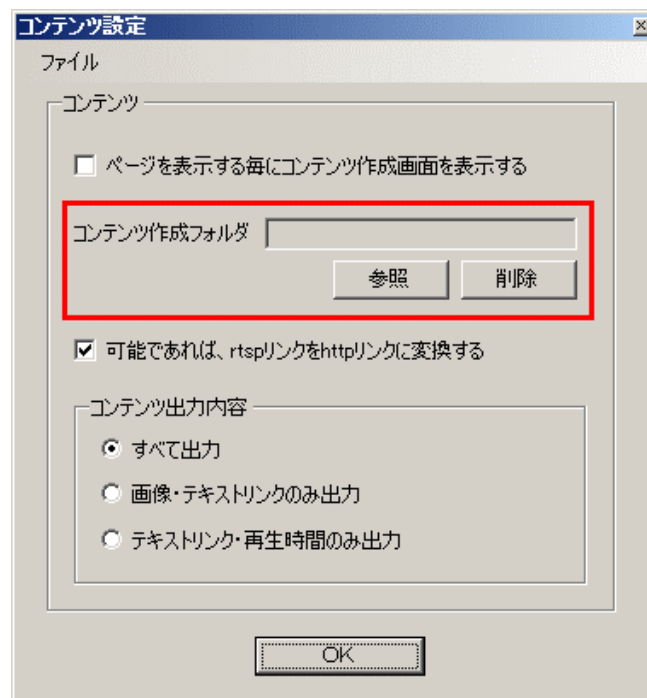 コンテンツ設定
ファイル
コンテンツ
ページを表示する毎にコンテンツ作成画面を表示する
コンテンツ作成フォルダ
参照 削除
可能であれば、rtspリンクをhttpリンクに変換する
コンテンツ出力内容
すべて出力
画像・テキストリンクのみ出力
テキストリンク・再生時間のみ出力
OK